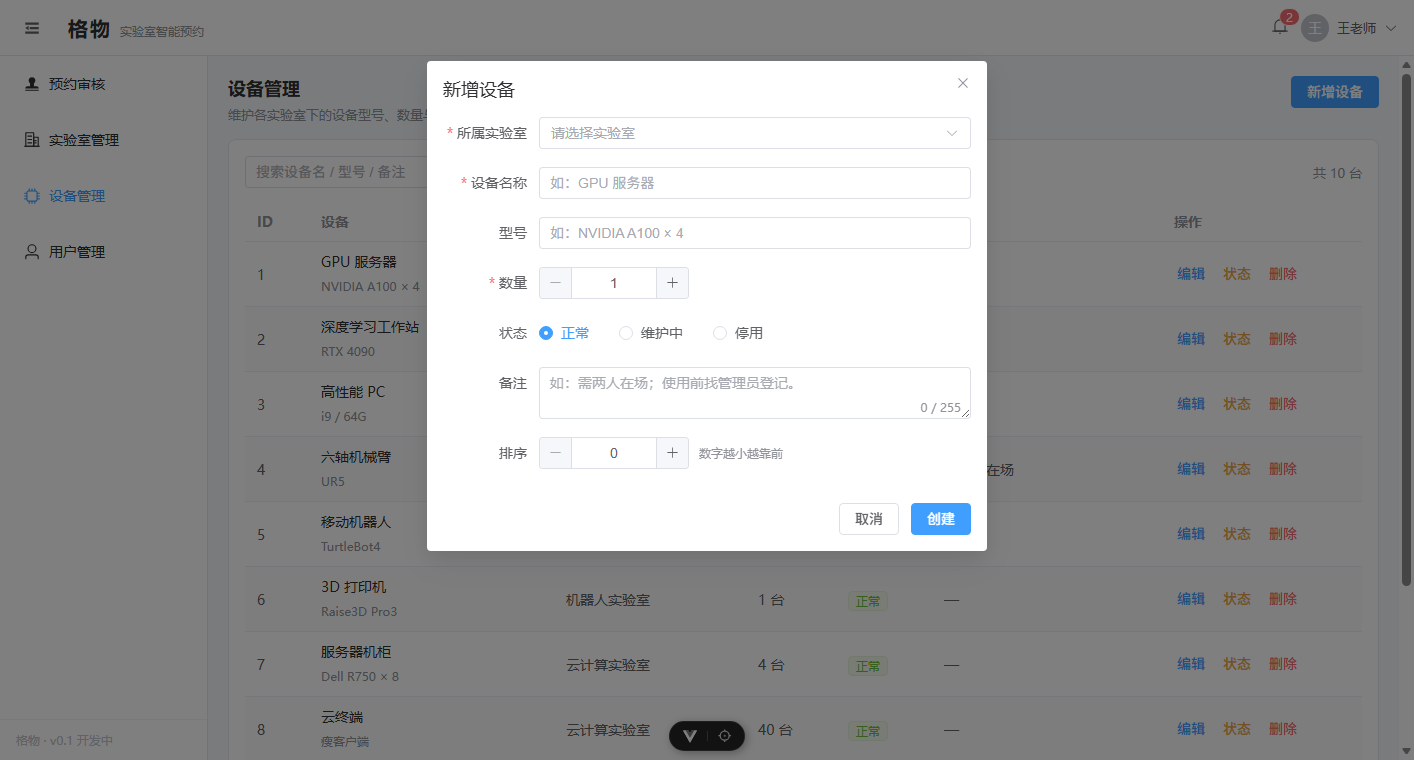 格物 实验室智能预约
2
王 王老师
预约审核
实验室管理
设备管理
用户管理
格物 · v0.1 开发中
设备管理
维护各实验室下的设备型号、数量
新增设备
搜索设备名 / 型号 / 备注
共 10 台
ID 设备 操作
1 GPU 服务器 编辑 状态 删除
NVIDIA A100 × 4
2 深度学习工作站 编辑 状态 删除
RTX 4090
3 高性能 PC 编辑 状态 删除
i9 / 64G
4 六轴机械臂 在场 编辑 状态 删除
UR5
5 移动机器人 编辑 状态 删除
TurtleBot4
6 3D 打印机 机器人实验室 1 台 正常 — 编辑 状态 删除
Raise3D Pro3
7 服务器机柜 云计算实验室 4 台 正常 — 编辑 状态 删除
Dell R750 × 8
8 云终端 云计算实验室 40 台 正常 — 编辑 状态 删除
瘦客户端
新增设备
* 所属实验室 请选择实验室
* 设备名称 如：GPU 服务器
型号 如：NVIDIA A100 × 4
* 数量 1
状态 正常 维护中 停用
备注 如：需两人在场；使用前找管理员登记。
0 / 255
排序 0 数字越小越靠前
取消 创建